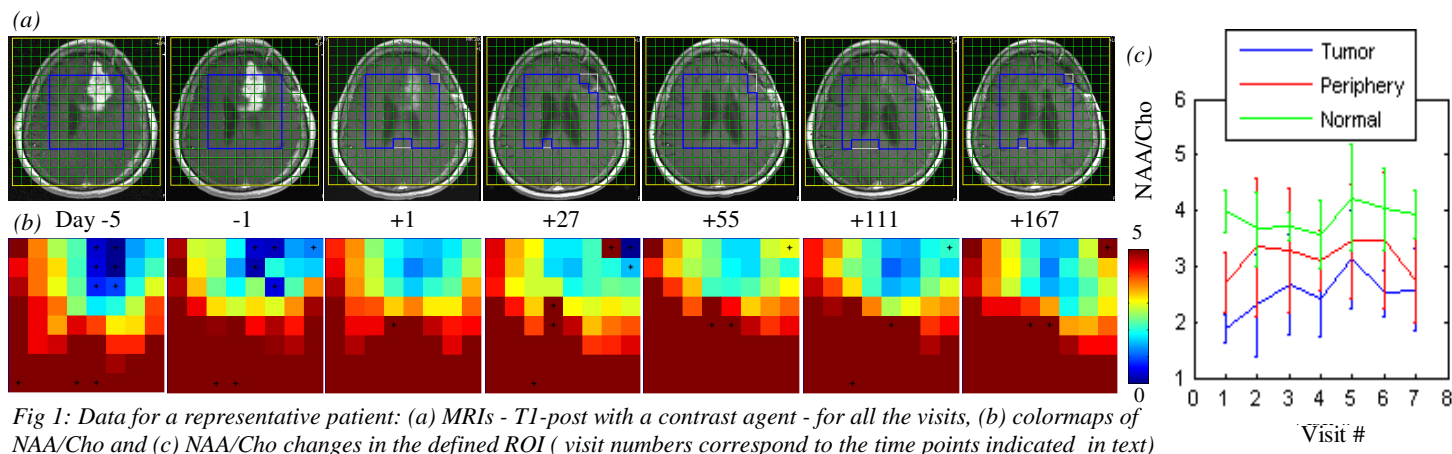 (a)
(b) Day -5 -1 +1 +27 +55 +111 +167
5
0
(c)
Tumor
Periphery
Normal
NAA/Cho
6
5
4
3
2
1
0 1 2 3 4 5 6 7 8
Visit #
Fig 1: Data for a representative patient: (a) MRIs - T1-post with a contrast agent - for all the visits, (b) colormaps of
NAA/Cho and (c) NAA/Cho changes in the defined ROI ( visit numbers correspond to the time points indicated in text)